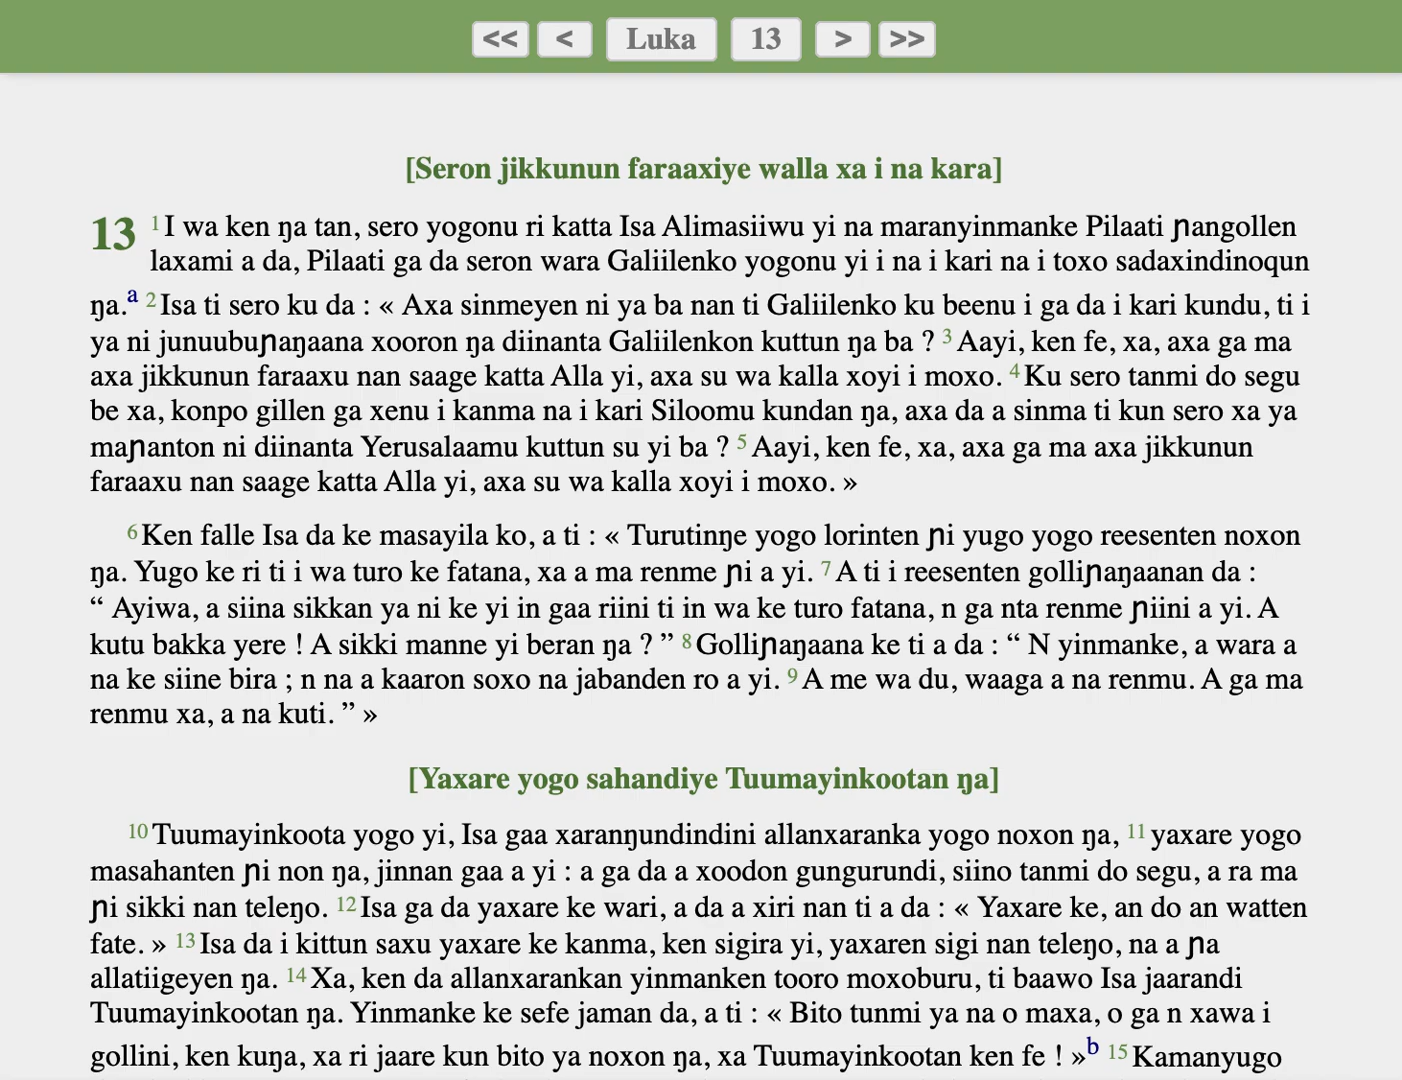 << < Luka 13 > >>
[Seron jikkunun faraaxiye walla xa i na kara]
13 1 I wa ken ŋa tan, sero yogonu ri katta Isa Alimasiiwu yi na maranyinmanke Pilaati ɲangollen
laxami a da, Pilaati ga da seron wara Galiilenko yogonu yi i na i kari na i toxo sadaxindinoqun
ŋa.a 2 Isa ti sero ku da : « Axa sinmeyen ni ya ba nan ti Galiilenko ku beenu i ga da i kari kundu, ti i
ya ni junuubuɲaŋaana xooron ŋa diinanta Galiilenkon kuttun ŋa ba ? 3 Aayi, ken fe, xa, axa ga ma
axa jikkunun faraaxu nan saage katta Alla yi, axa su wa kalla xoyi i moxo. 4 Ku sero tanmi do segu
be xa, konpo gillen ga xenu i kanma na i kari Siloomu kundan ŋa, axa da a sinma ti kun sero xa ya
maɲanton ni diinanta Yerusalaamu kuttun su yi ba ? 5 Aayi, ken fe, xa, axa ga ma axa jikkunun
faraaxu nan saage katta Alla yi, axa su wa kalla xoyi i moxo. »
6 Ken falle Isa da ke masayila ko, a ti : « Turutinŋe yogo lorinten ɲi yugo yogo reesenten noxon
ŋa. Yugo ke ri ti i wa turo ke fatana, xa a ma renme ɲi a yi. 7 A ti i reesenten golliɲaŋaanan da :
“ Ayiwa, a siina sikkan ya ni ke yi in gaa riini ti in wa ke turo fatana, n ga nta renme ɲiini a yi. A
kutu bakka yere ! A sikki manne yi beran ŋa ? ” 8 Golliɲaŋaana ke ti a da : “ N yinmanke, a wara a
na ke siine bira ; n na a kaaron soxo na jabanden ro a yi. 9 A me wa du, waaga a na renmu. A ga ma
renmu xa, a na kuti. ” »
[Yaxare yogo sahandiye Tuumayinkootan ŋa]
10 Tuumayinkoota yogo yi, Isa gaa xaranŋundindini allanxaranka yogo noxon ŋa, 11 yaxare yogo
masahanten ɲi non ŋa, jinnan gaa a yi : a ga da a xoodon gungurundi, siino tanmi do segu, a ra ma
ɲi sikki nan teleŋo. 12 Isa ga da yaxare ke wari, a da a xiri nan ti a da : « Yaxare ke, an do an watten
fate. » 13 Isa da i kittun saxu yaxare ke kanma, ken sigira yi, yaxaren sigi nan teleŋo, na a ɲa
allatiigeyen ŋa. 14 Xa, ken da allanxarankan yinmanken tooro moxoburu, ti baawo Isa jaarandi
Tuumayinkootan ŋa. Yinmanke ke sefe jaman da, a ti : « Bito tunmi ya na o maxa, o ga n xawa i
gollini, ken kuŋa, xa ri jaare kun bito ya noxon ŋa, xa Tuumayinkootan ken fe ! »b 15 Kamanyugo